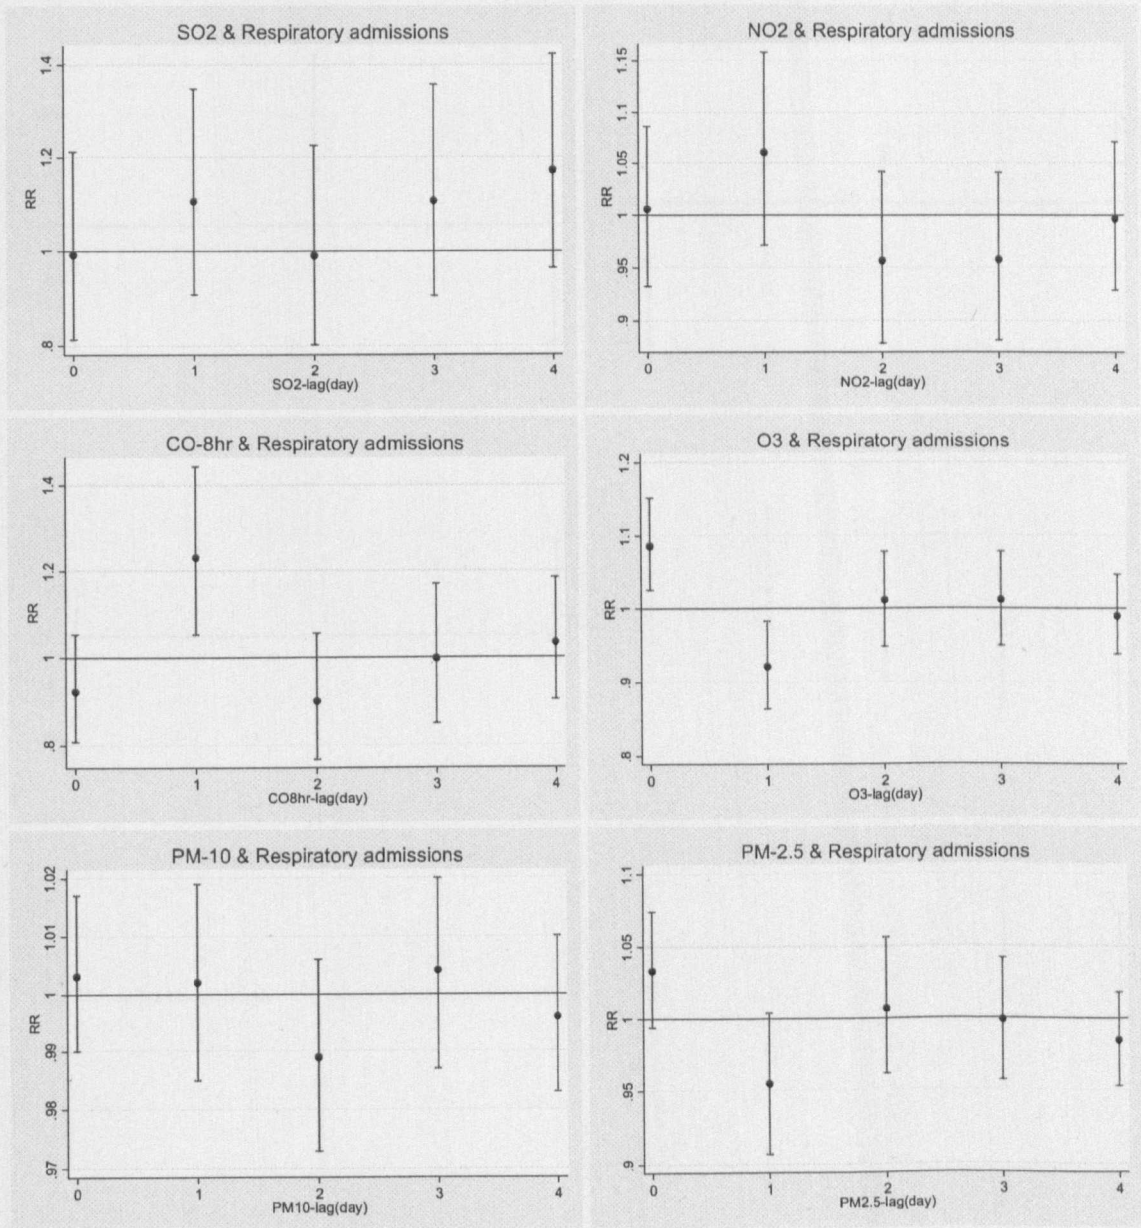 SO2 & Respiratory admissions
1.4
1.2
1
.8
RR
0 1 2 3 4
SO2-lag(day)
NO2 & Respiratory admissions
1.15
1.1
1.05
1
.95
.9
RR
0 1 2 3 4
NO2-lag(day)
CO-8hr & Respiratory admissions
1.4
1.2
1
.8
RR
0 1 2 3 4
CO8hr-lag(day)
O3 & Respiratory admissions
1.2
1.1
1
.9
.8
RR
0 1 2 3 4
O3-lag(day)
PM-10 & Respiratory admissions
1.02
1.01
1
.99
.98
.97
RR
0 1 2 3 4
PM10-lag(day)
PM-2.5 & Respiratory admissions
1.1
1.05
1
.95
.9
RR
0 1 2 3 4
PM2.5-lag(day)